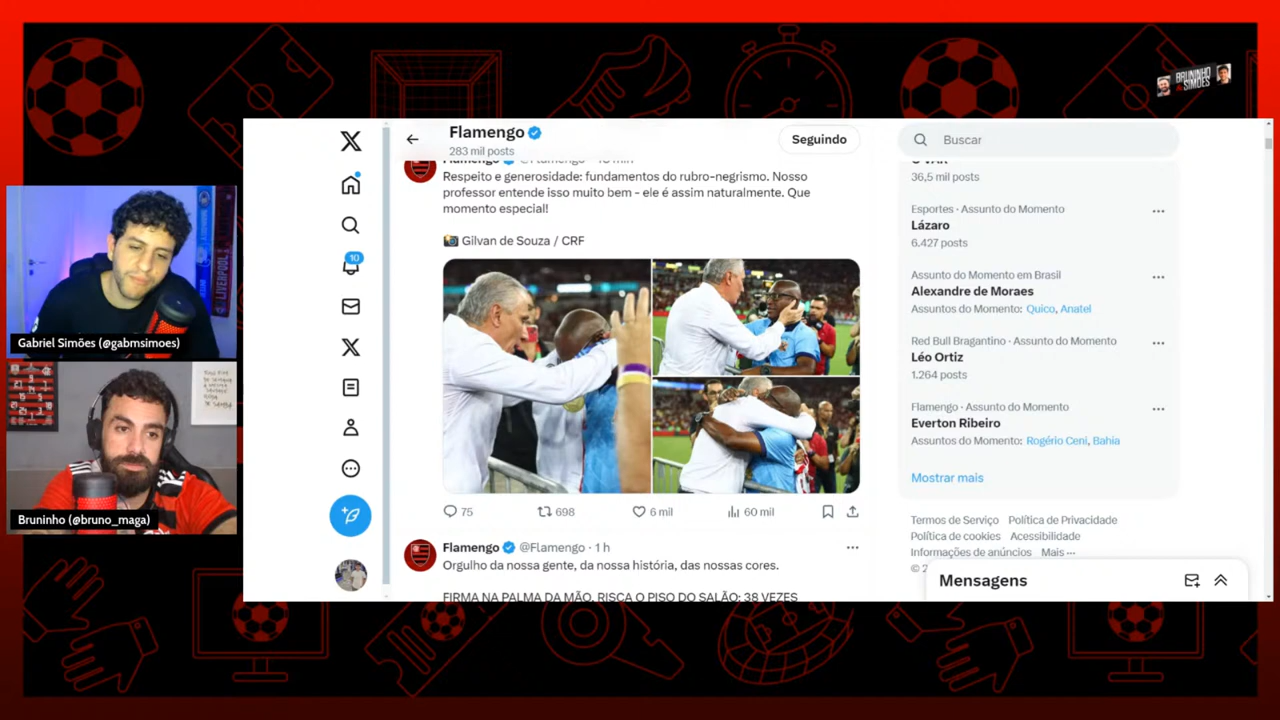 BRUNINHO
& SIMÕES
Flamengo
283 mil posts
Seguindo
Buscar
Respeito e generosidade: fundamentos do rubro-negrismo. Nosso
professor entende isso muito bem - ele é assim naturalmente. Que
momento especial!
Gilvan de Souza / CRF
75
698
6 mil
60 mil
Flamengo @Flamengo · 1 h
Orgulho da nossa gente, da nossa história, das nossas cores.
FIRMA NA PALMA DA MÃO, RISCA O PISO DO SALÃO: 38 VEZES
O VAR
36,5 mil posts
Esportes · Assunto do Momento
Lázaro
6.427 posts
Assunto do Momento em Brasil
Alexandre de Moraes
Assuntos do Momento: Quico, Anatel
Red Bull Bragantino · Assunto do Momento
Léo Ortiz
1.264 posts
Flamengo · Assunto do Momento
Everton Ribeiro
Assuntos do Momento: Rogério Ceni, Bahia
Mostrar mais
Termos de Serviço Política de Privacidade
Política de cookies Acessibilidade
Informações de anúncios Mais ···
© 2
Mensagens
10
LIVERPOOL
Gabriel Simões (@gabmsimoes)
Bruninho (@bruno_maga)